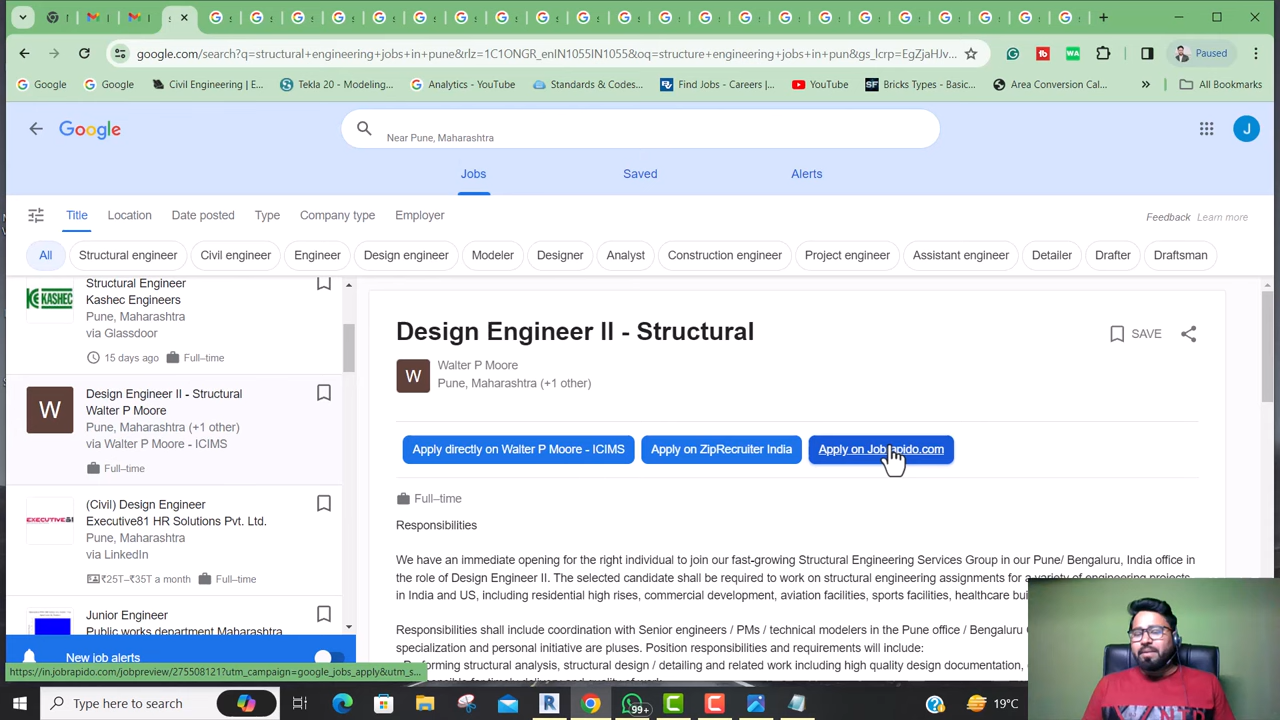 google.com/search?q=structural+engineering+jobs+in+pune&rlz=1C1ONGR_enIN1055IN1055&oq=structure+engineering+jobs+in+pun&gs_lcrp=EgZjaHJv...
Paused
Google
Google
Civil Engineering | E...
Tekla 20 - Modeling...
Analytics - YouTube
Standards & Codes...
Find Jobs - Careers |...
YouTube
Bricks Types - Basic...
Area Conversion Cal...
All Bookmarks
Google
Near Pune, Maharashtra
J
Jobs
Saved
Alerts
Title
Location
Date posted
Type
Company type
Employer
Feedback
Learn more
All
Structural engineer
Civil engineer
Engineer
Design engineer
Modeler
Designer
Analyst
Construction engineer
Project engineer
Assistant engineer
Detailer
Drafter
Draftsman
KASHEC
Structural Engineer
Kashec Engineers
Pune, Maharashtra
via Glassdoor
15 days ago
Full–time
W
Design Engineer II - Structural
Walter P Moore
Pune, Maharashtra (+1 other)
via Walter P Moore - ICIMS
Full–time
EXECUTIVE81
(Civil) Design Engineer
Executive81 HR Solutions Pvt. Ltd.
Pune, Maharashtra
via LinkedIn
₹25T–₹35T a month
Full–time
Junior Engineer
Public works department Maharashtra
New job alerts
Design Engineer II - Structural
SAVE
W
Walter P Moore
Pune, Maharashtra (+1 other)
Apply directly on Walter P Moore - ICIMS
Apply on ZipRecruiter India
Apply on Jobrapido.com
Full–time
Responsibilities
We have an immediate opening for the right individual to join our fast-growing Structural Engineering Services Group in our Pune/ Bengaluru, India office in
the role of Design Engineer II. The selected candidate shall be required to work on structural engineering assignments for a variety of engineering projects
in India and US, including residential high rises, commercial development, aviation facilities, sports facilities, healthcare
Responsibilities shall include coordination with Senior engineers / PMs / technical modelers in the Pune office / Bengaluru
specialization and personal initiative are pluses. Position responsibilities and requirements will include:
Performing structural analysis, structural design / detailing and related work including high quality design documentation,
https://in.jobrapido.com/jobpreview/275508121?utm_campaign=google_jobs_apply&utm_s...
Type here to search
99+
19°C